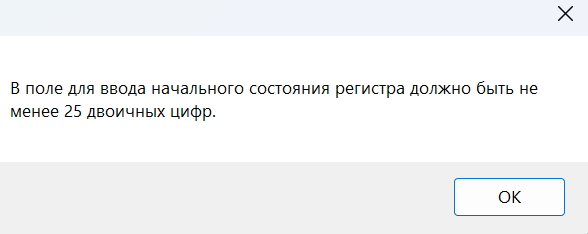 В поле для ввода начального состояния регистра должно быть не
менее 25 двоичных цифр.
OK